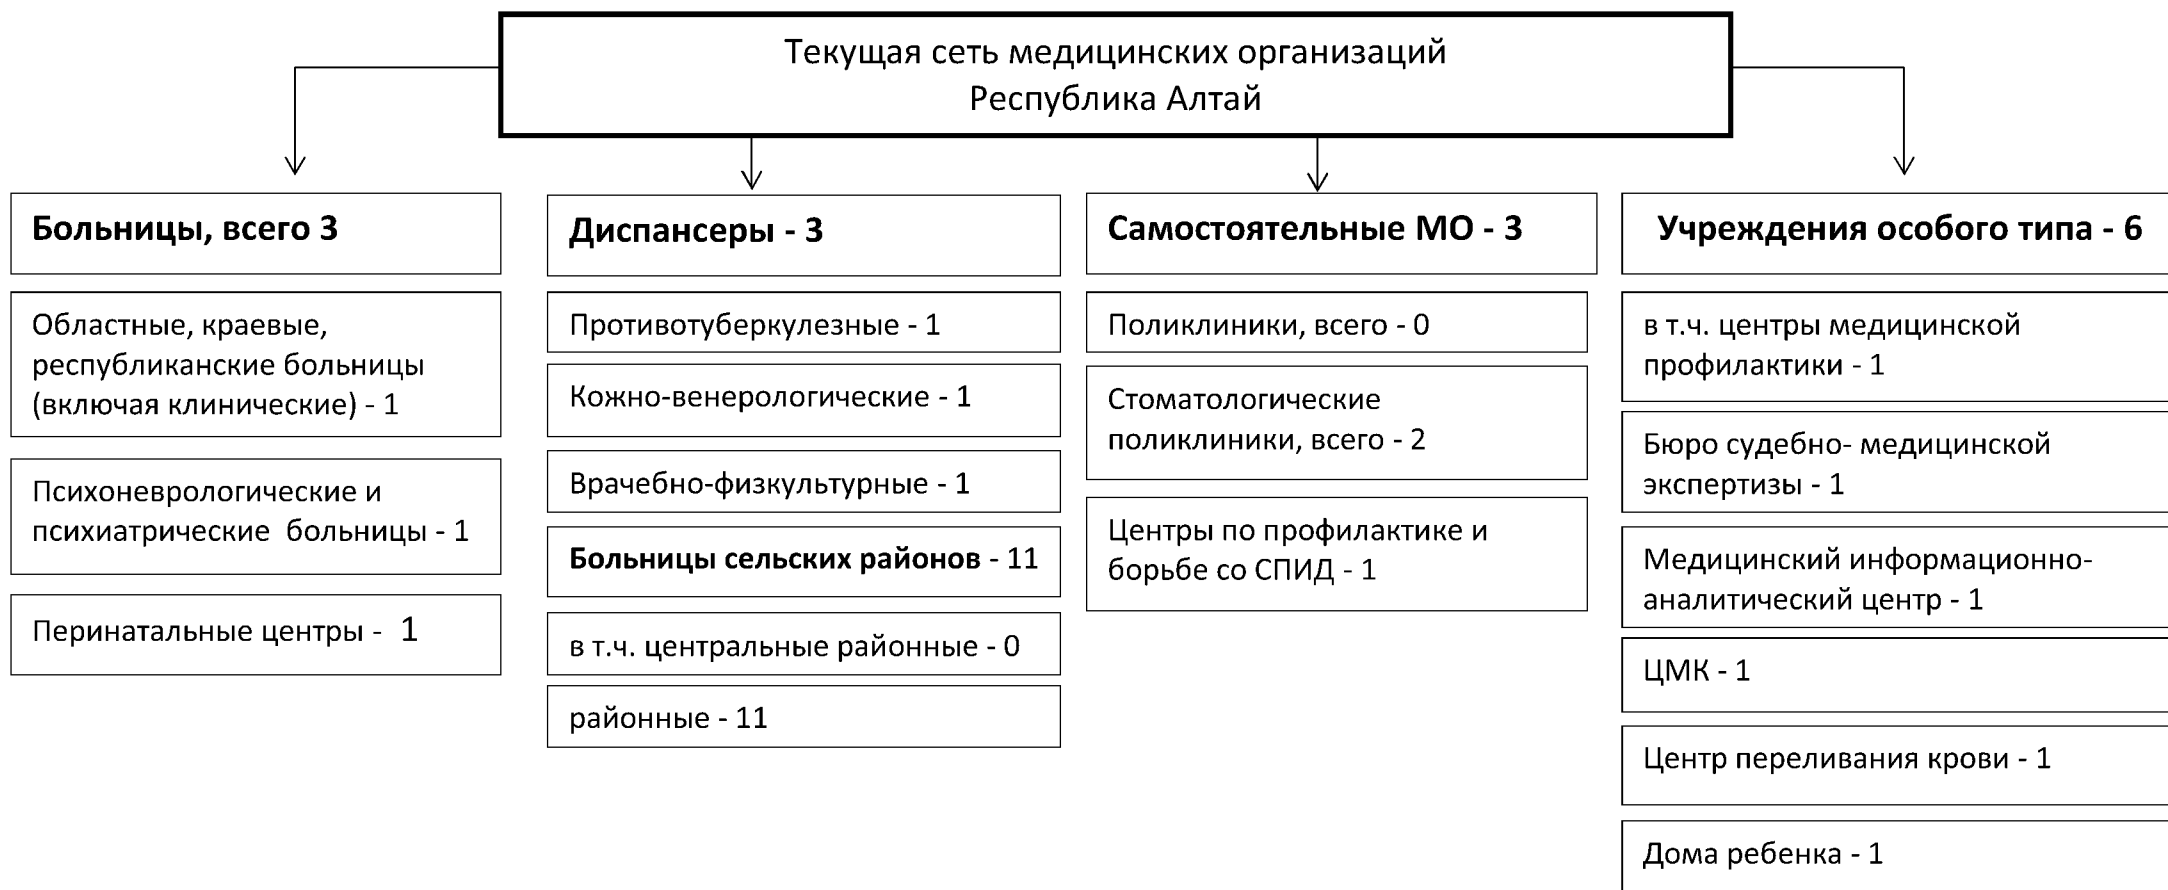 Текущая сеть медицинских организаций
Республика Алтай
Больницы, всего 3
Областные, краевые,
республиканские больницы
(включая клинические) - 1
Психоневрологические и
психиатрические больницы - 1
Перинатальные центры - 1
Диспансеры - 3
Противотуберкулезные - 1
Кожно-венерологические - 1
Врачебно-физкультурные - 1
Больницы сельских районов - 11
в т.ч. центральные районные - 0
районные - 11
Самостоятельные МО - 3
Поликлиники, всего - 0
Стоматологические
поликлиники, всего - 2
Центры по профилактике и
борьбе со СПИД - 1
Учреждения особого типа - 6
в т.ч. центры медицинской
профилактики - 1
Бюро судебно- медицинской
экспертизы - 1
Медицинский информационно-
аналитический центр - 1
ЦМК - 1
Центр переливания крови - 1
Дома ребенка - 1